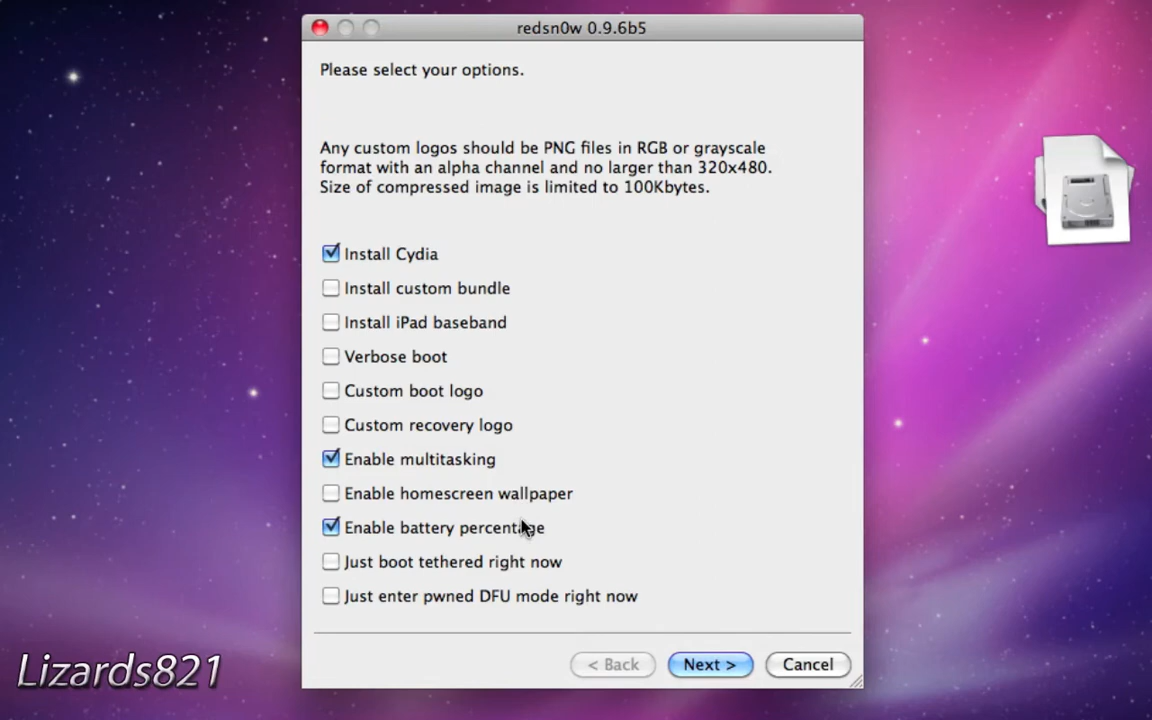 redsn0w 0.9.6b5
Please select your options.
Any custom logos should be PNG files in RGB or grayscale
format with an alpha channel and no larger than 320x480.
Size of compressed image is limited to 100Kbytes.
Install Cydia
Install custom bundle
Install iPad baseband
Verbose boot
Custom boot logo
Custom recovery logo
Enable multitasking
Enable homescreen wallpaper
Enable battery percentage
Just boot tethered right now
Just enter pwned DFU mode right now
< Back Next > Cancel
Lizards821